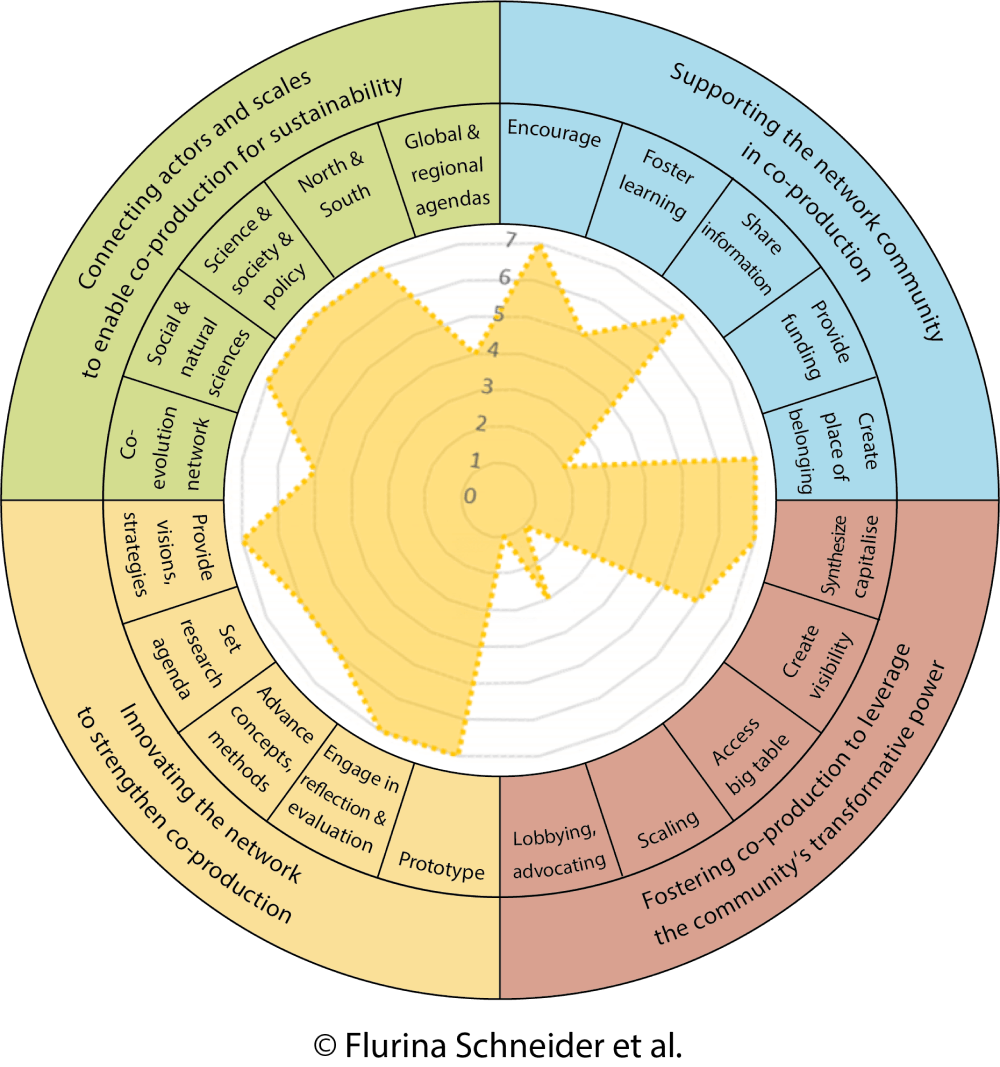 Connecting actors and scales
to enable co-production for sustainability
Supporting the network community
in co-production
Global &
regional
agendas
North &
South
Science &
society &
policy
Social &
natural
sciences
Co-
evolution
network
Encourage
Foster
learning
Share
information
Provide
funding
Create
place of
belonging
7
6
5
4
3
2
1
0
Provide
visions,
strategies
Set
research
agenda
Advance
concepts,
methods
Engage in
reflection &
evaluation
Prototype
Synthesize
capitalise
Create
visibility
Access
big table
Scaling
Lobbying,
advocating
Innovating the network
to strengthen co-production
Fostering co-production to leverage
the community's transformative power
© Flurina Schneider et al.